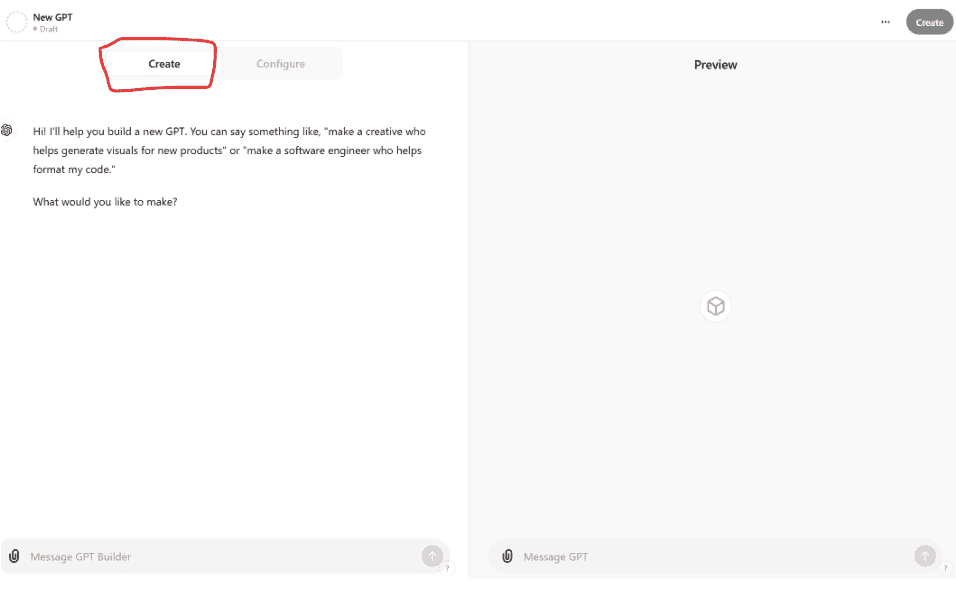 New GPT
Draft
...
Create
Create
Configure
Preview
Hi! I'll help you build a new GPT. You can say something like, "make a creative who
helps generate visuals for new products" or "make a software engineer who helps
format my code."
What would you like to make?
Message GPT Builder
?
Message GPT
?